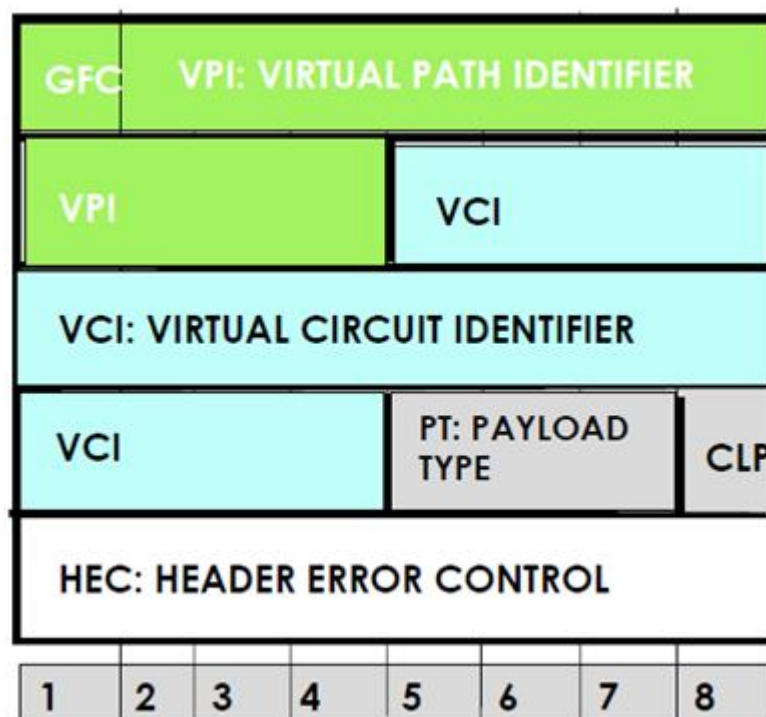 GFC VPI: VIRTUAL PATH IDENTIFIER
VPI VCI
VCI: VIRTUAL CIRCUIT IDENTIFIER
VCI PT: PAYLOAD TYPE CLP
HEC: HEADER ERROR CONTROL
1 2 3 4 5 6 7 8